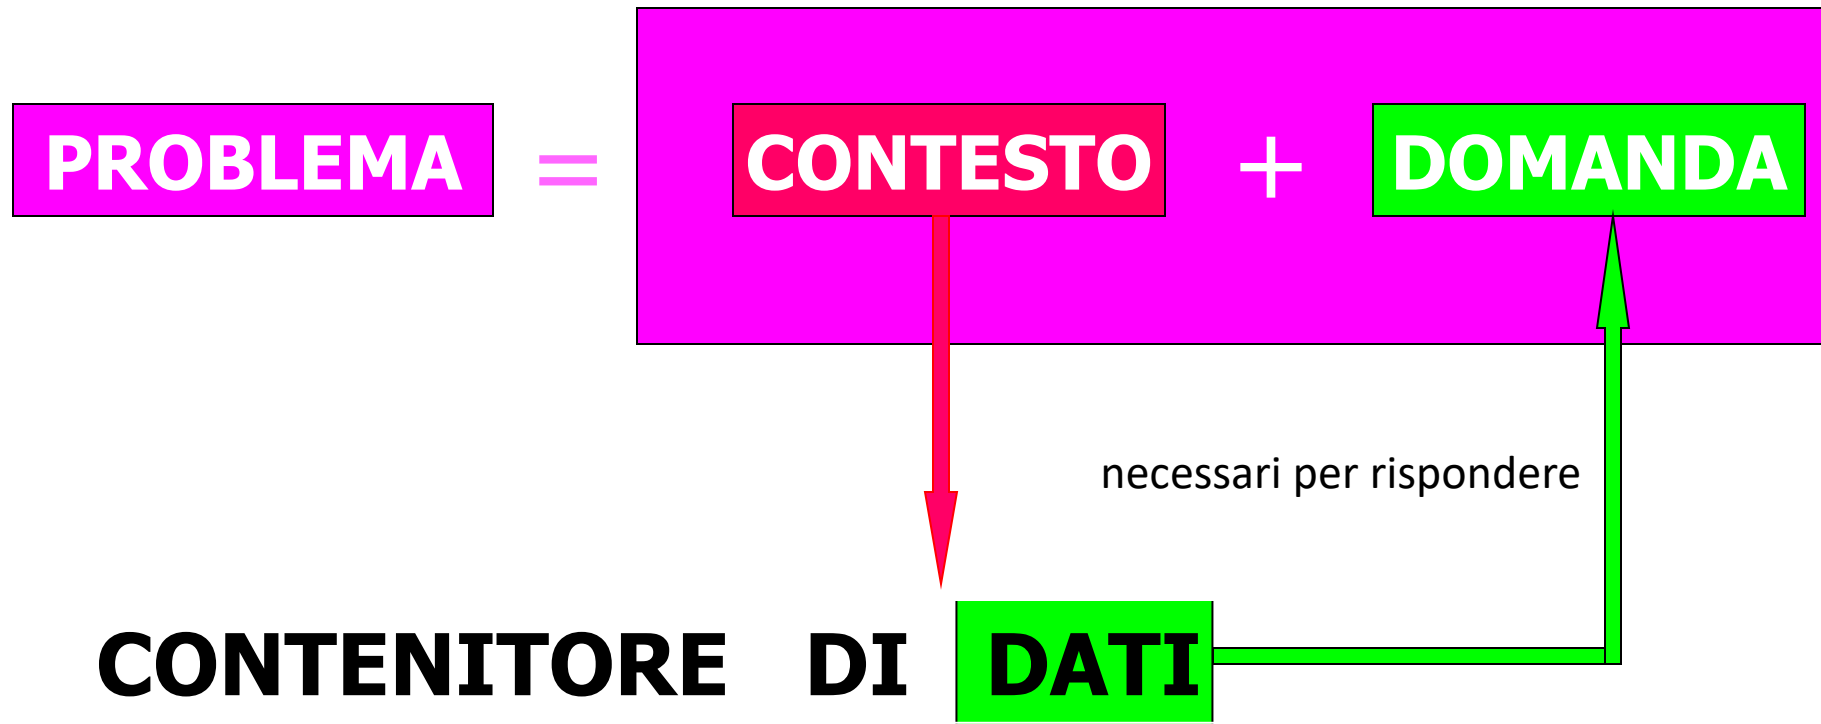 PROBLEMA = CONTESTO + DOMANDA
necessari per rispondere
CONTENITORE DI DATI